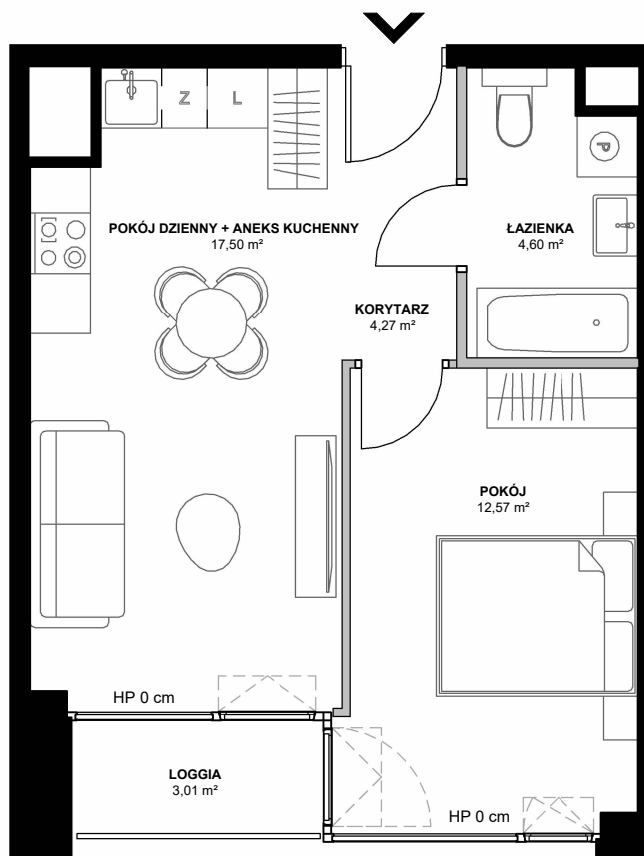 Z L
POKÓJ DZIENNY + ANEKS KUCHENNY
17,50 m²
ŁAZIENKA
4,60 m²
P
KORYTARZ
4,27 m²
POKÓJ
12,57 m²
HP 0 cm
LOGGIA
3,01 m²
HP 0 cm